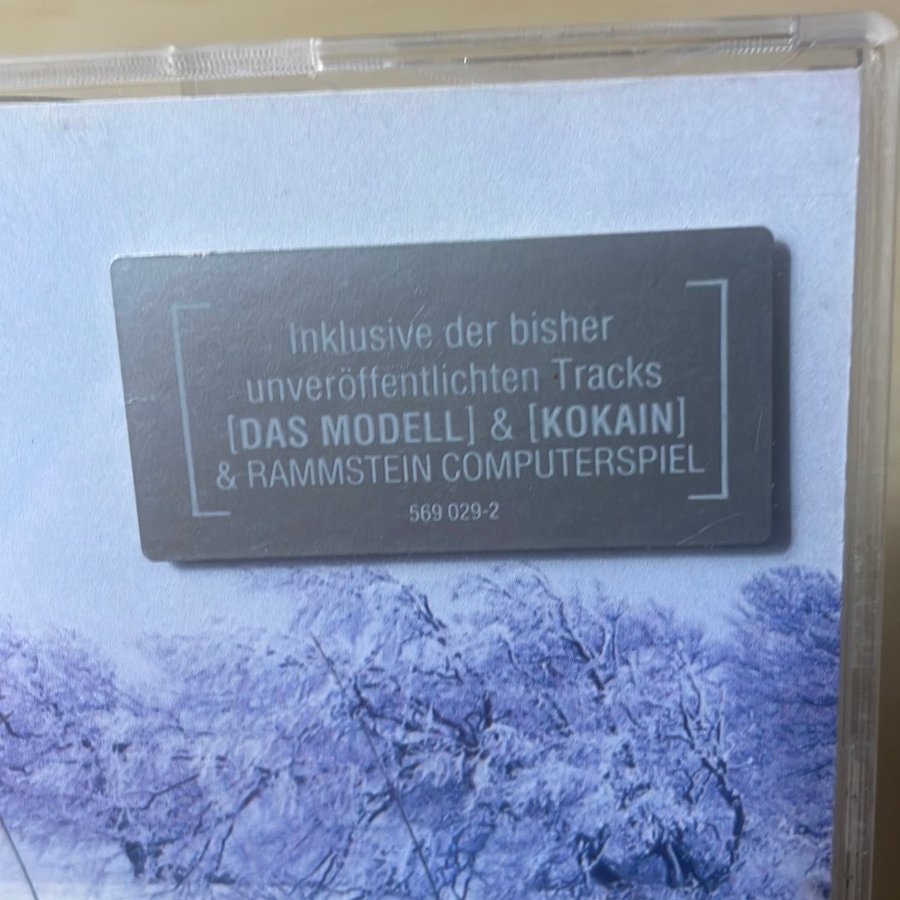 Inklusive der bisher
unveröffentlichten Tracks
[DAS MODELL] & [KOKAIN]
& RAMMSTEIN COMPUTERSPIEL
569 029-2